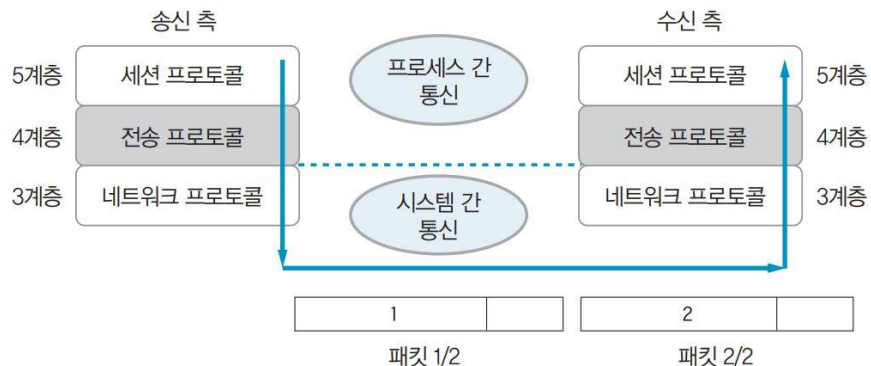 송신 측
수신 측
5계층
세션 프로토콜
프로세스 간
통신
세션 프로토콜
5계층
4계층
전송 프로토콜
전송 프로토콜
4계층
3계층
네트워크 프로토콜
시스템 간
통신
네트워크 프로토콜
3계층
1
2
패킷 1/2
패킷 2/2